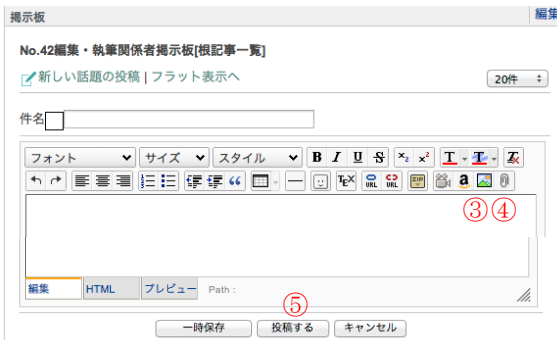 掲示板 編集
No.42編集・執筆関係者掲示板[根記事一覧]
新しい話題の投稿 | フラット表示へ
20件
件名
フォント サイズ スタイル B I U S ×₂ ×² T T T
“ TEX URL URL ZIP a
③④
編集 HTML プレビュー Path :
⑤
一時保存 投稿する キャンセル